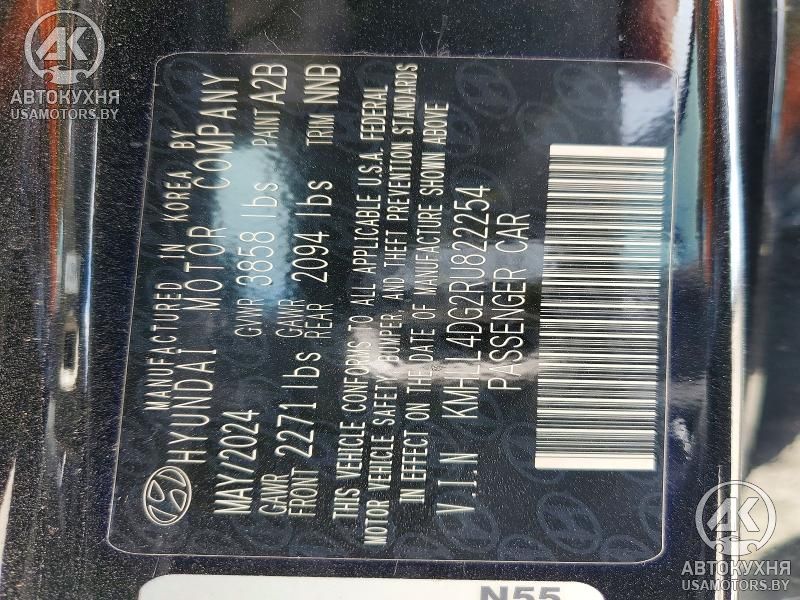 MANUFACTURED IN KOREA BY
HYUNDAI MOTOR COMPANY
MAY/2024 GVWR 3858 lbs PAINT A2B
GAWR FRONT 2271 lbs GAWR REAR 2094 lbs TRIM NNB
THIS VEHICLE CONFORMS TO ALL APPLICABLE U.S.A. FEDERAL
MOTOR VEHICLE SAFETY, BUMPER, AND THEFT PREVENTION STANDARDS
IN EFFECT ON THE DATE OF MANUFACTURE SHOWN ABOVE
V.I.N KMHLL4DG2RU822254
PASSENGER CAR
N55
АК
АВТОКУХНЯ
USAMOTORS.BY
АК
АВТОКУХНЯ
USAMOTORS.BY